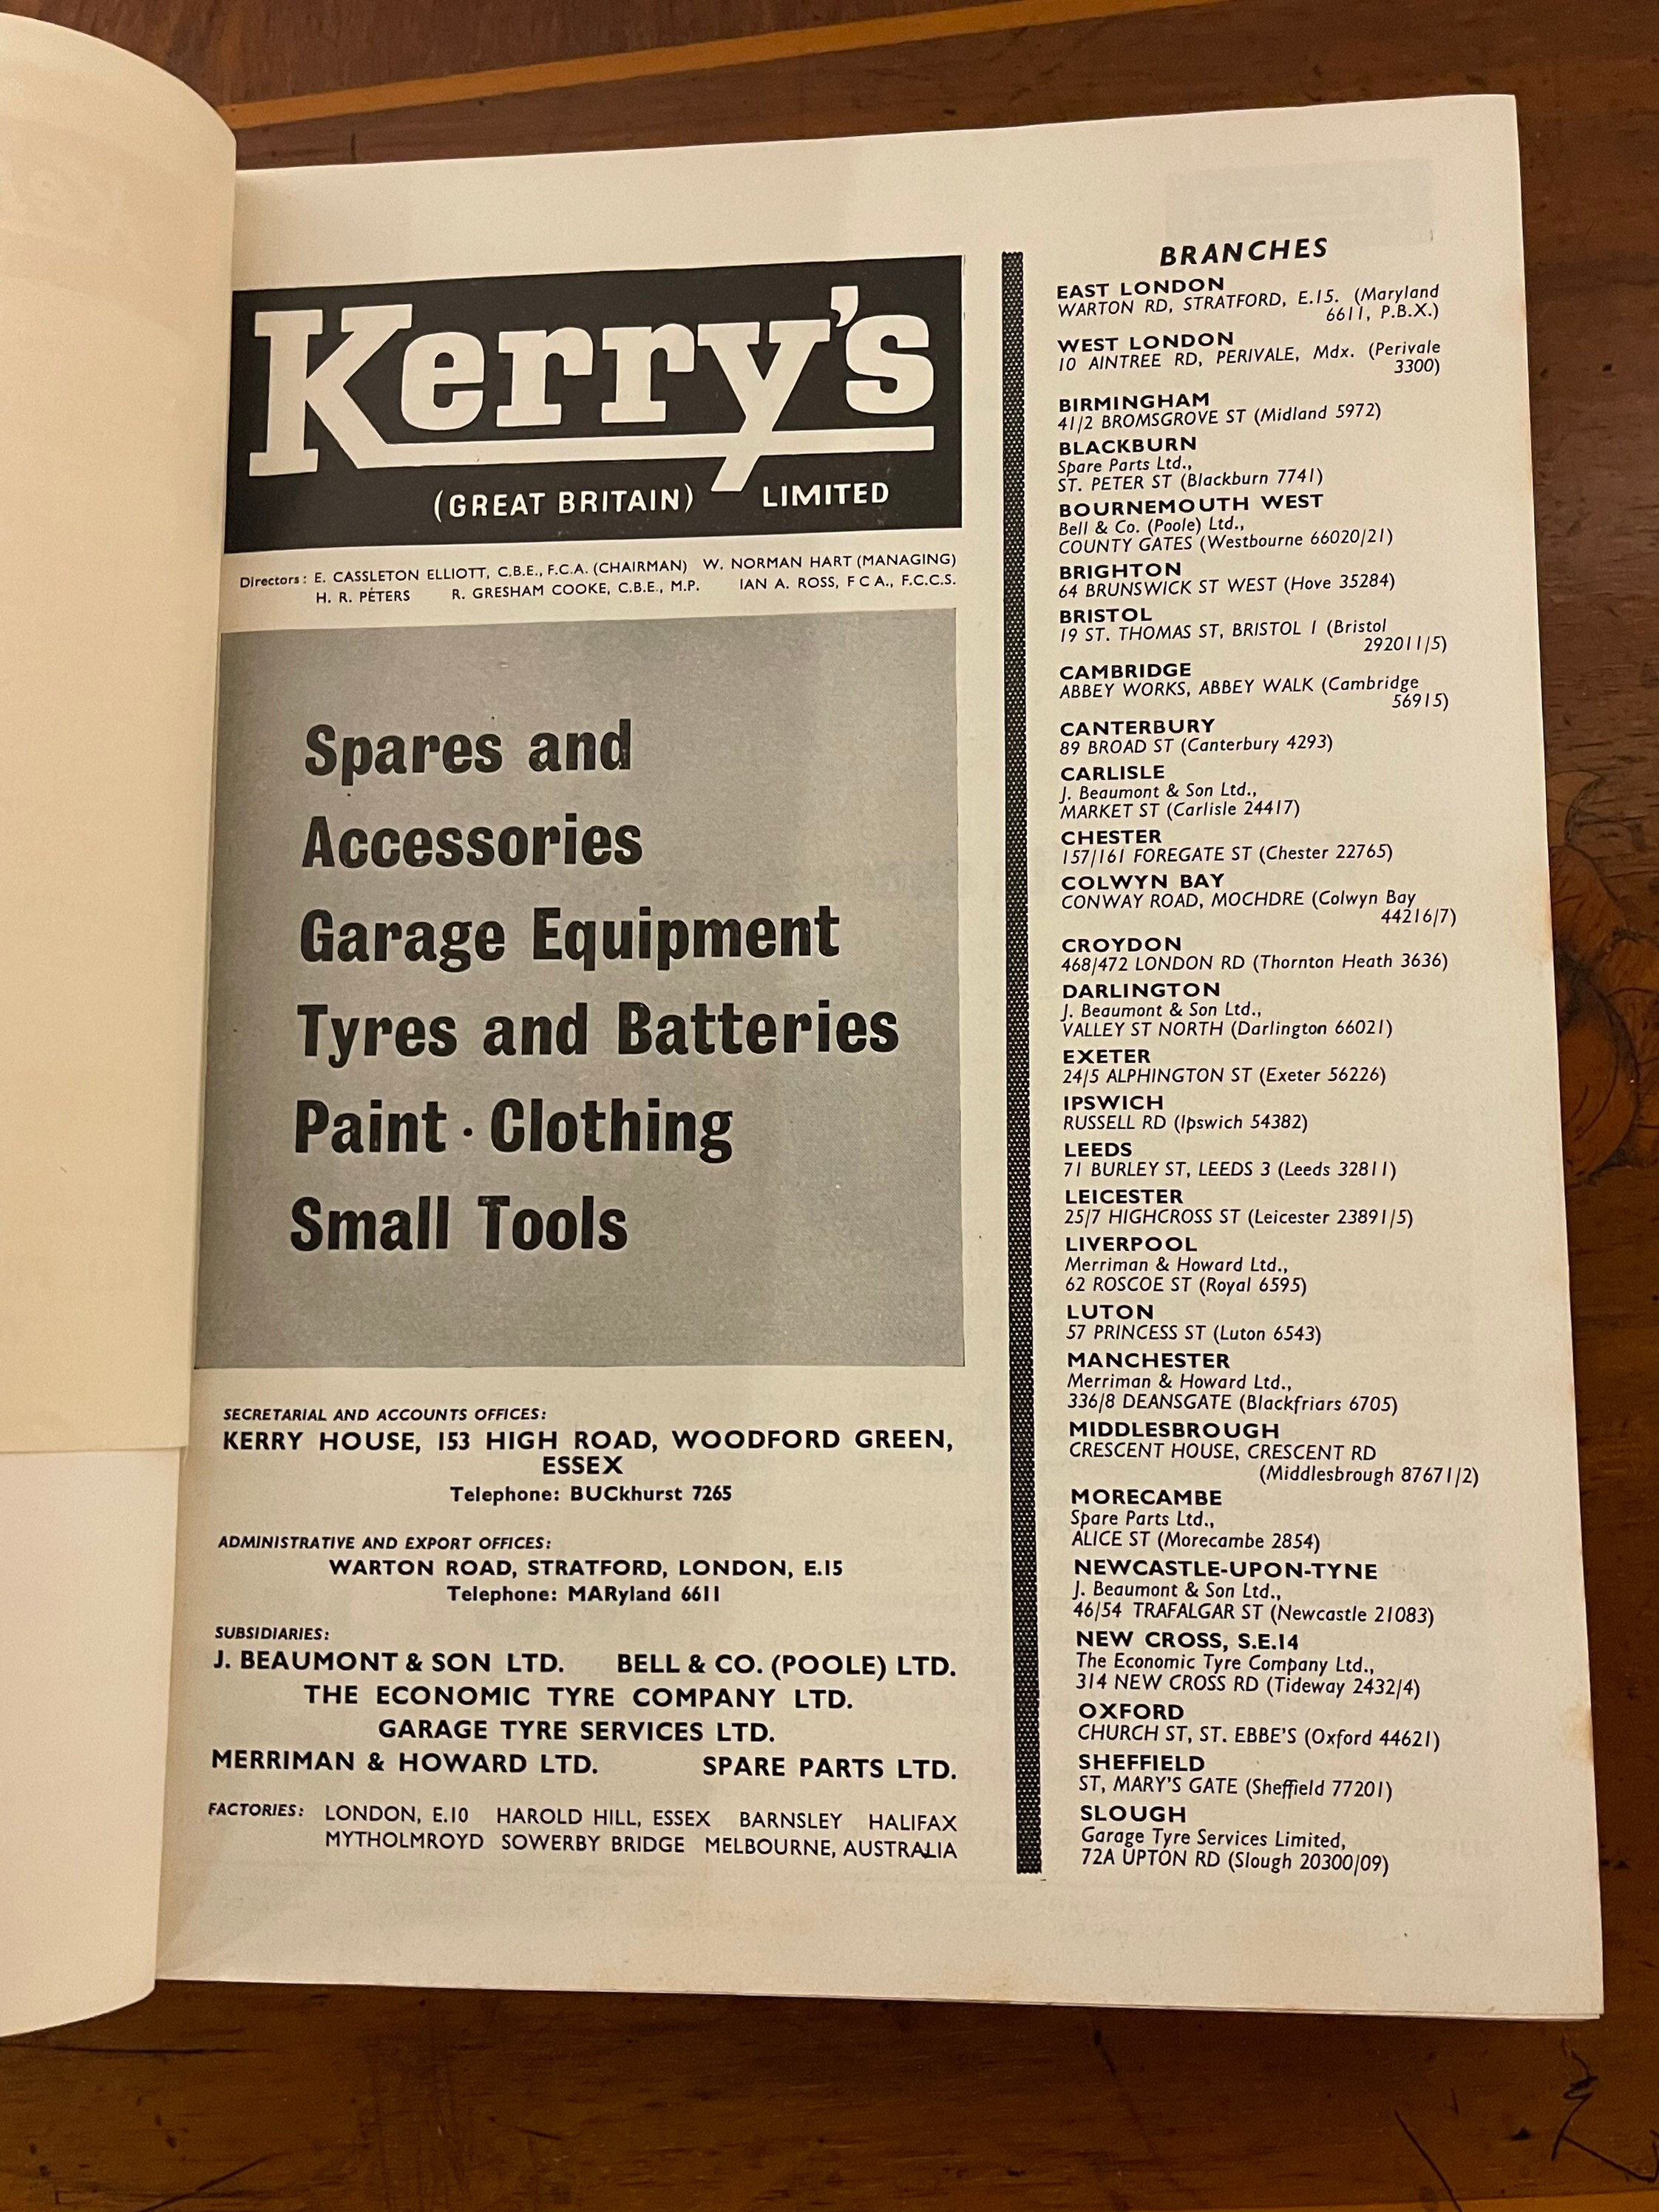 Kerry's
(GREAT BRITAIN) LIMITED
Directors: E. CASSLETON ELLIOTT, C.B.E., F.C.A. (CHAIRMAN) W. NORMAN HART (MANAGING)
H. R. PETERS R. GRESHAM COOKE, C.B.E., M.P. IAN A. ROSS, F C A., F.C.C.S.
Spares and
Accessories
Garage Equipment
Tyres and Batteries
Paint · Clothing
Small Tools
SECRETARIAL AND ACCOUNTS OFFICES:
KERRY HOUSE, 153 HIGH ROAD, WOODFORD GREEN,
ESSEX
Telephone: BUCkhurst 7265
ADMINISTRATIVE AND EXPORT OFFICES:
WARTON ROAD, STRATFORD, LONDON, E.15
Telephone: MARyland 6611
SUBSIDIARIES:
J. BEAUMONT & SON LTD. BELL & CO. (POOLE) LTD.
THE ECONOMIC TYRE COMPANY LTD.
GARAGE TYRE SERVICES LTD.
MERRIMAN & HOWARD LTD. SPARE PARTS LTD.
FACTORIES: LONDON, E.10 HAROLD HILL, ESSEX BARNSLEY HALIFAX
MYTHOLMROYD SOWERBY BRIDGE MELBOURNE, AUSTRALIA
BRANCHES
EAST LONDON
WARTON RD, STRATFORD, E.15. (Maryland
6611, P.B.X.)
WEST LONDON
10 AINTREE RD, PERIVALE, Mdx. (Perivale
3300)
BIRMINGHAM
41/2 BROMSGROVE ST (Midland 5972)
BLACKBURN
Spare Parts Ltd.,
ST. PETER ST (Blackburn 7741)
BOURNEMOUTH WEST
Bell & Co. (Poole) Ltd.,
COUNTY GATES (Westbourne 66020/21)
BRIGHTON
64 BRUNSWICK ST WEST (Hove 35284)
BRISTOL
19 ST. THOMAS ST, BRISTOL 1 (Bristol
292011/5)
CAMBRIDGE
ABBEY WORKS, ABBEY WALK (Cambridge
56915)
CANTERBURY
89 BROAD ST (Canterbury 4293)
CARLISLE
J. Beaumont & Son Ltd.,
MARKET ST (Carlisle 24417)
CHESTER
157/161 FOREGATE ST (Chester 22765)
COLWYN BAY
CONWAY ROAD, MOCHDRE (Colwyn Bay
44216/7)
CROYDON
468/472 LONDON RD (Thornton Heath 3636)
DARLINGTON
J. Beaumont & Son Ltd.,
VALLEY ST NORTH (Darlington 66021)
EXETER
24/5 ALPHINGTON ST (Exeter 56226)
IPSWICH
RUSSELL RD (Ipswich 54382)
LEEDS
71 BURLEY ST, LEEDS 3 (Leeds 32811)
LEICESTER
25/7 HIGHCROSS ST (Leicester 23891/5)
LIVERPOOL
Merriman & Howard Ltd.,
62 ROSCOE ST (Royal 6595)
LUTON
57 PRINCESS ST (Luton 6543)
MANCHESTER
Merriman & Howard Ltd.,
336/8 DEANSGATE (Blackfriars 6705)
MIDDLESBROUGH
CRESCENT HOUSE, CRESCENT RD
(Middlesbrough 87671/2)
MORECAMBE
Spare Parts Ltd.,
ALICE ST (Morecambe 2854)
NEWCASTLE-UPON-TYNE
J. Beaumont & Son Ltd.,
46/54 TRAFALGAR ST (Newcastle 21083)
NEW CROSS, S.E.14
The Economic Tyre Company Ltd.,
314 NEW CROSS RD (Tideway 2432/4)
OXFORD
CHURCH ST, ST. EBBE'S (Oxford 44621)
SHEFFIELD
ST, MARY'S GATE (Sheffield 77201)
SLOUGH
Garage Tyre Services Limited,
72A UPTON RD (Slough 20300/09)